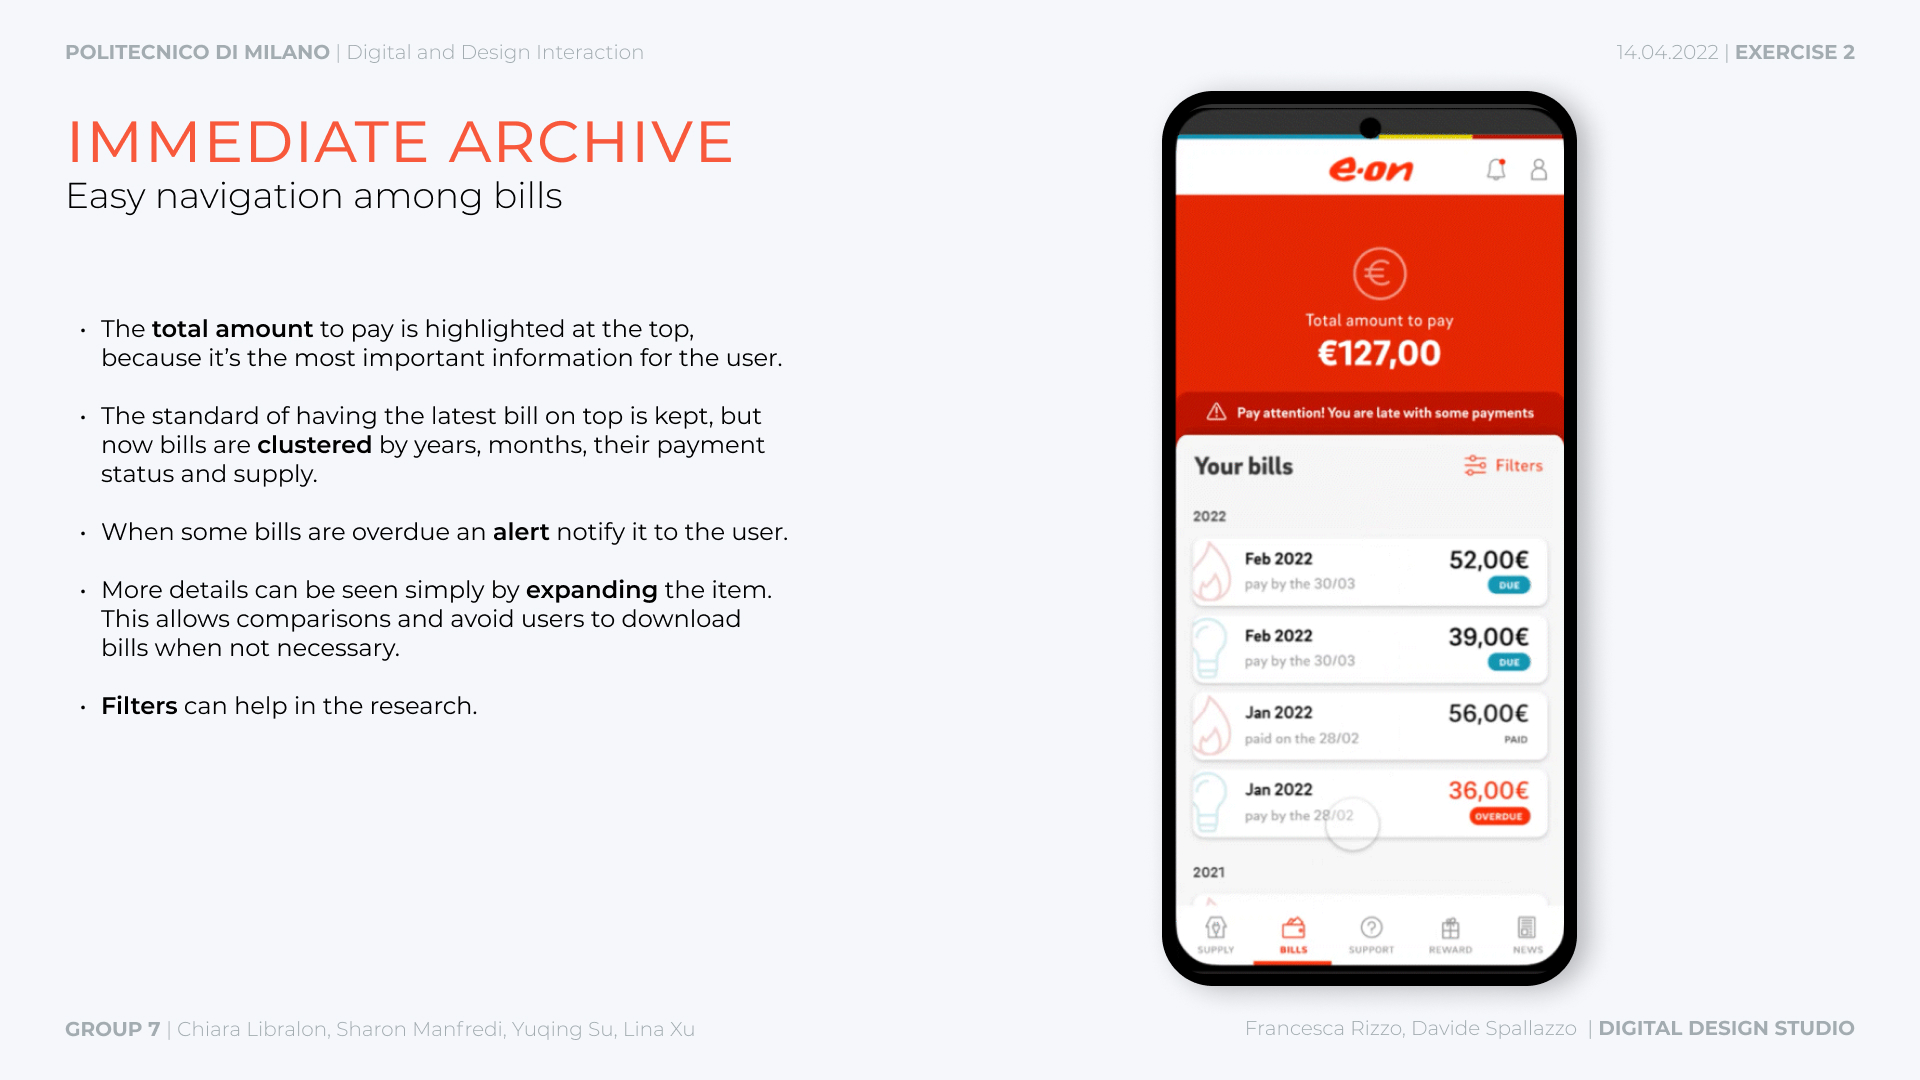 POLITECNICO DI MILANO | Digital and Design Interaction
14.04.2022 | EXERCISE 2
IMMEDIATE ARCHIVE
Easy navigation among bills
• The total amount to pay is highlighted at the top,
because it’s the most important information for the user.
• The standard of having the latest bill on top is kept, but
now bills are clustered by years, months, their payment
status and supply.
• When some bills are overdue an alert notify it to the user.
• More details can be seen simply by expanding the item.
This allows comparisons and avoid users to download
bills when not necessary.
• Filters can help in the research.
e·on
€
Total amount to pay
€127,00
Pay attention! You are late with some payments
Your bills
Filters
2022
Feb 2022
52,00€
pay by the 30/03
DUE
Feb 2022
39,00€
pay by the 30/03
DUE
Jan 2022
56,00€
paid on the 28/02
PAID
Jan 2022
36,00€
pay by the 28/02
OVERDUE
2021
SUPPLY
BILLS
SUPPORT
REWARD
NEWS
GROUP 7 | Chiara Libralon, Sharon Manfredi, Yuqing Su, Lina Xu
Francesca Rizzo, Davide Spallazzo | DIGITAL DESIGN STUDIO